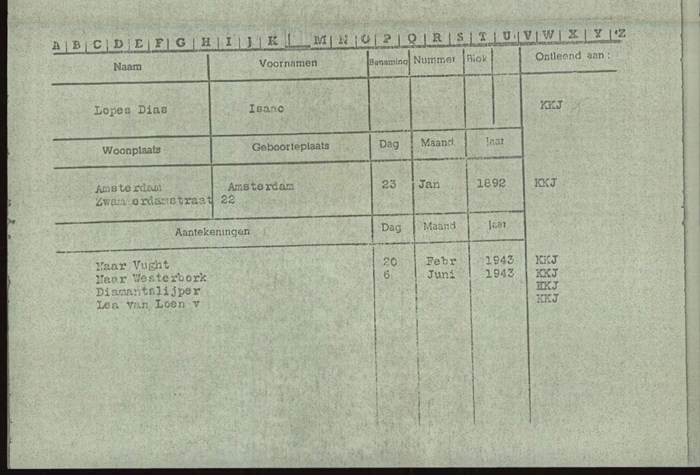 A | B | C | D | E | F | G | H | I | J | K | L | M | N | O | P | Q | R | S | T | U | V | W | X | Y | Z
Naam Voornamen Benaming Nummer Blok Ontleend aan :
Lopes Dias Isaac KKJ
Woonplaats Geboorteplaats Dag Maand Jaar
Amsterdam Amsterdam 23 Jan 1892 KKJ
Zwammerdamstraat 22
Aantekeningen Dag Maand Jaar
Naar Vught 20 Febr 1943 KKJ
Naar Westerbork 6 Juni 1943 KKJ
Diamantslijper KKJ
Lea van Loen v KKJ